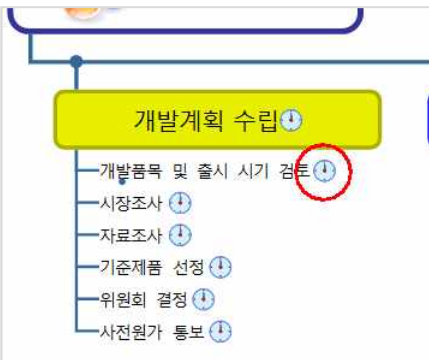 개발계획 수립
개발품목 및 출시 시기 검토
시장조사
자료조사
기준제품 선정
위원회 결정
사전원가 통보